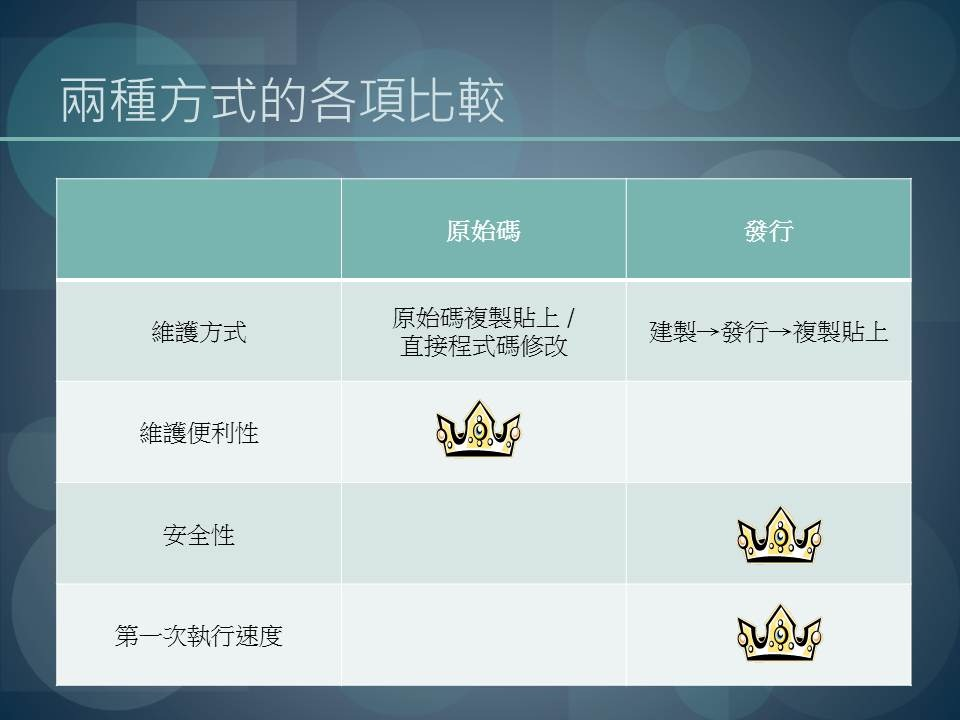 兩種方式的各項比較
原始碼
發行
維護方式
原始碼複製貼上 /
直接程式碼修改
建製→發行→複製貼上
維護便利性
安全性
第一次執行速度